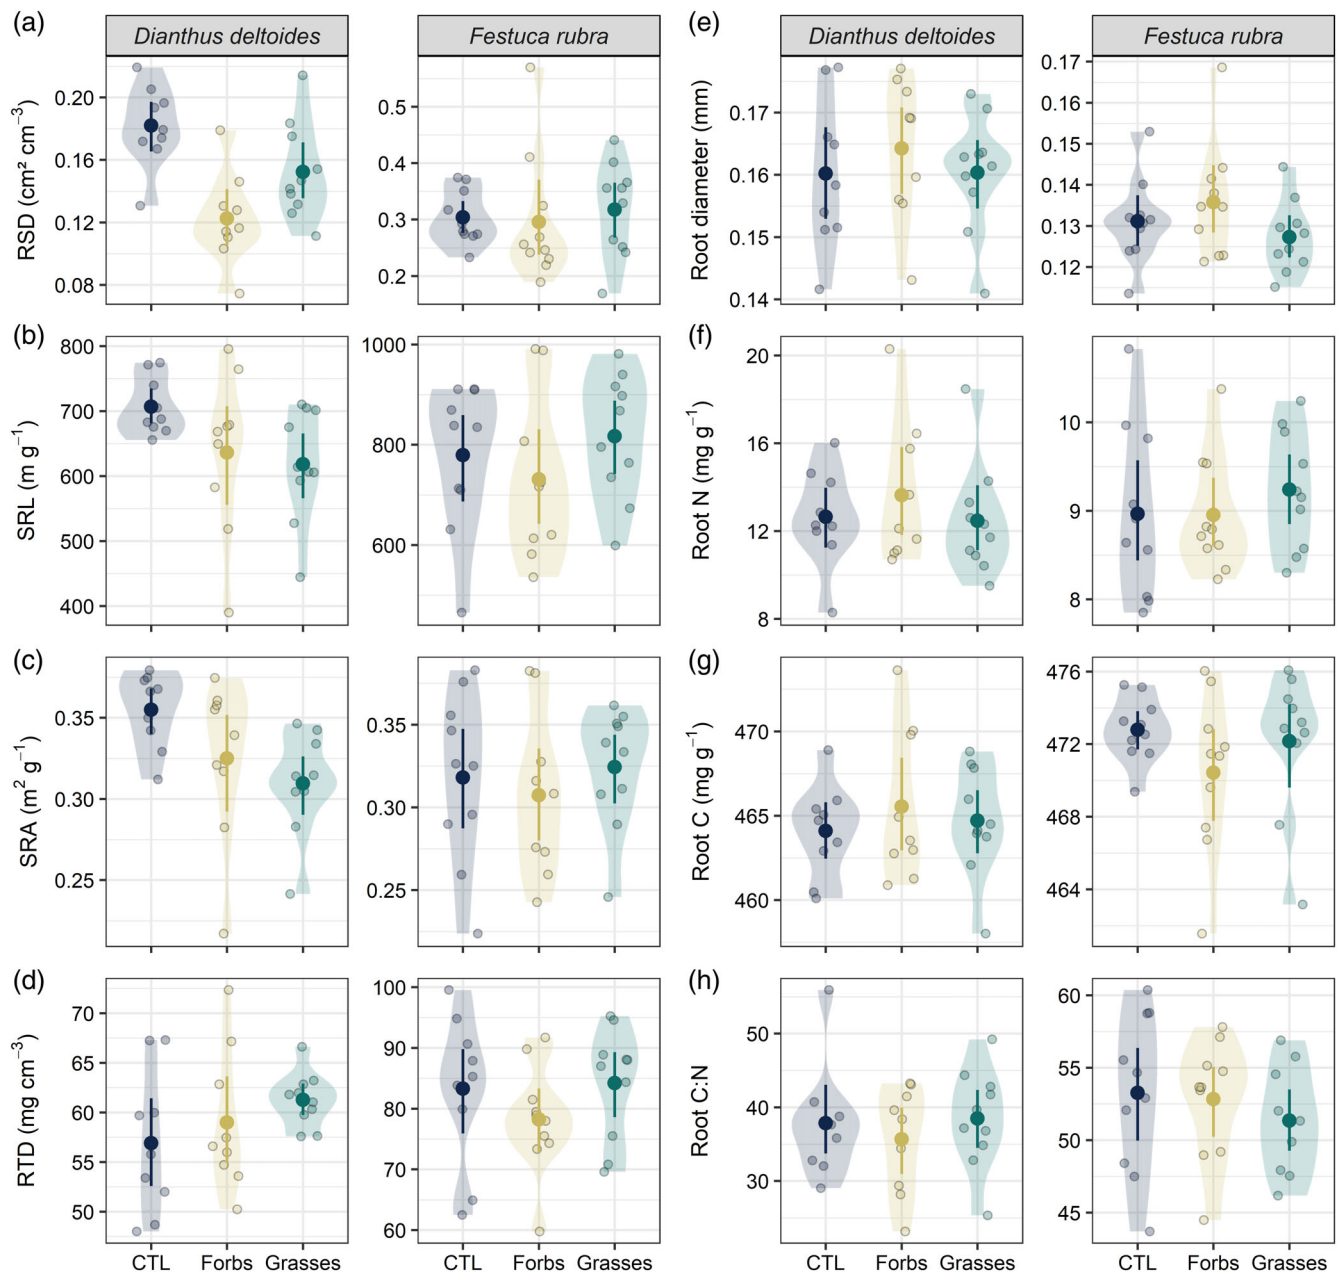 (a)
Dianthus deltoides
Festuca rubra
RSD (cm² cm⁻³)
0.20
0.16
0.12
0.08
0.5
0.4
0.3
0.2
(b)
SRL (m g⁻¹)
800
700
600
500
400
1000
800
600
(c)
SRA (m² g⁻¹)
0.35
0.30
0.25
0.35
0.30
0.25
(d)
RTD (mg cm⁻³)
70
65
60
55
50
100
90
80
70
60
CTL Forbs Grasses
CTL Forbs Grasses
(e)
Dianthus deltoides
Festuca rubra
Root diameter (mm)
0.17
0.16
0.15
0.14
0.17
0.16
0.15
0.14
0.13
0.12
(f)
Root N (mg g⁻¹)
20
16
12
8
10
9
8
(g)
Root C (mg g⁻¹)
470
465
460
476
472
468
464
(h)
Root C:N
50
40
30
60
55
50
45
CTL Forbs Grasses
CTL Forbs Grasses